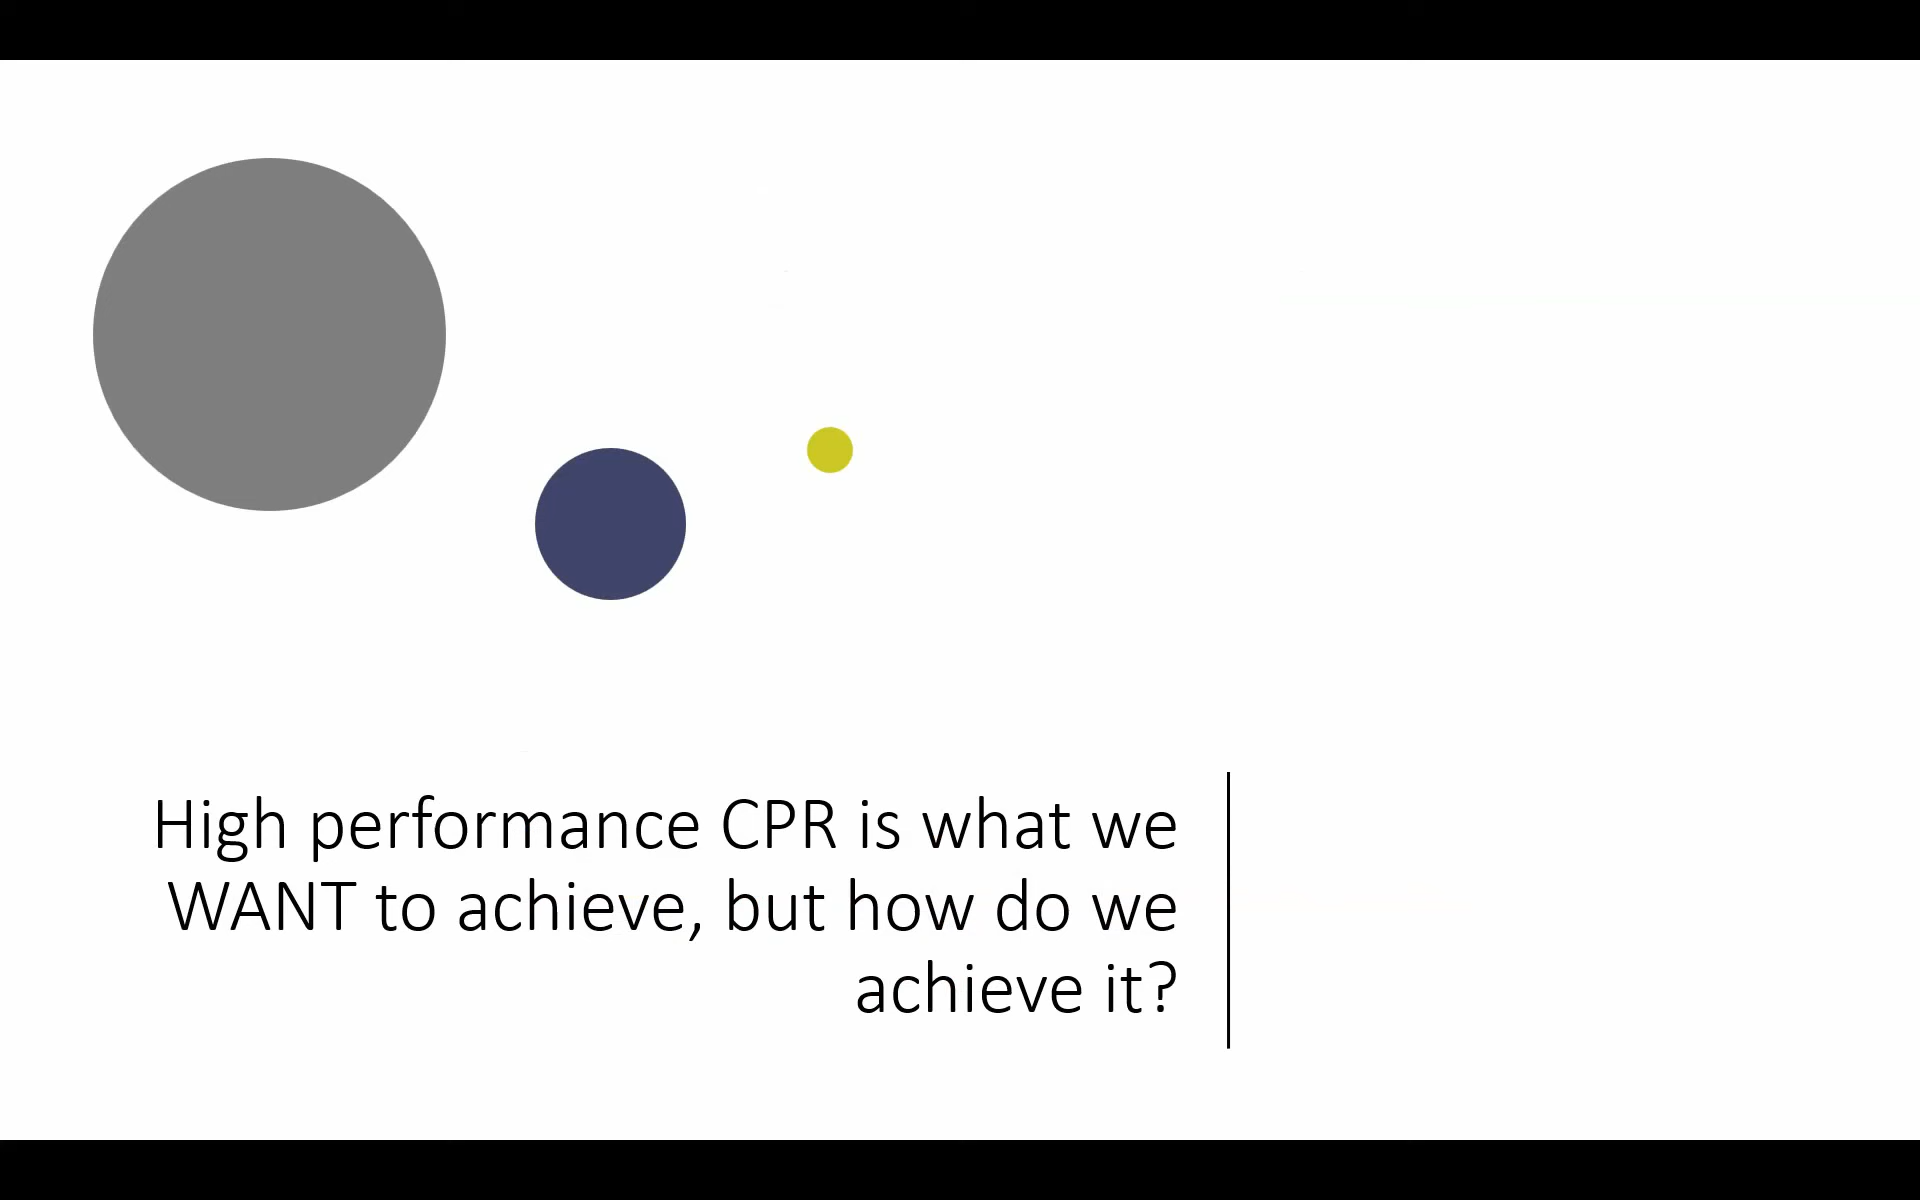 High performance CPR is what we
WANT to achieve, but how do we
achieve it?